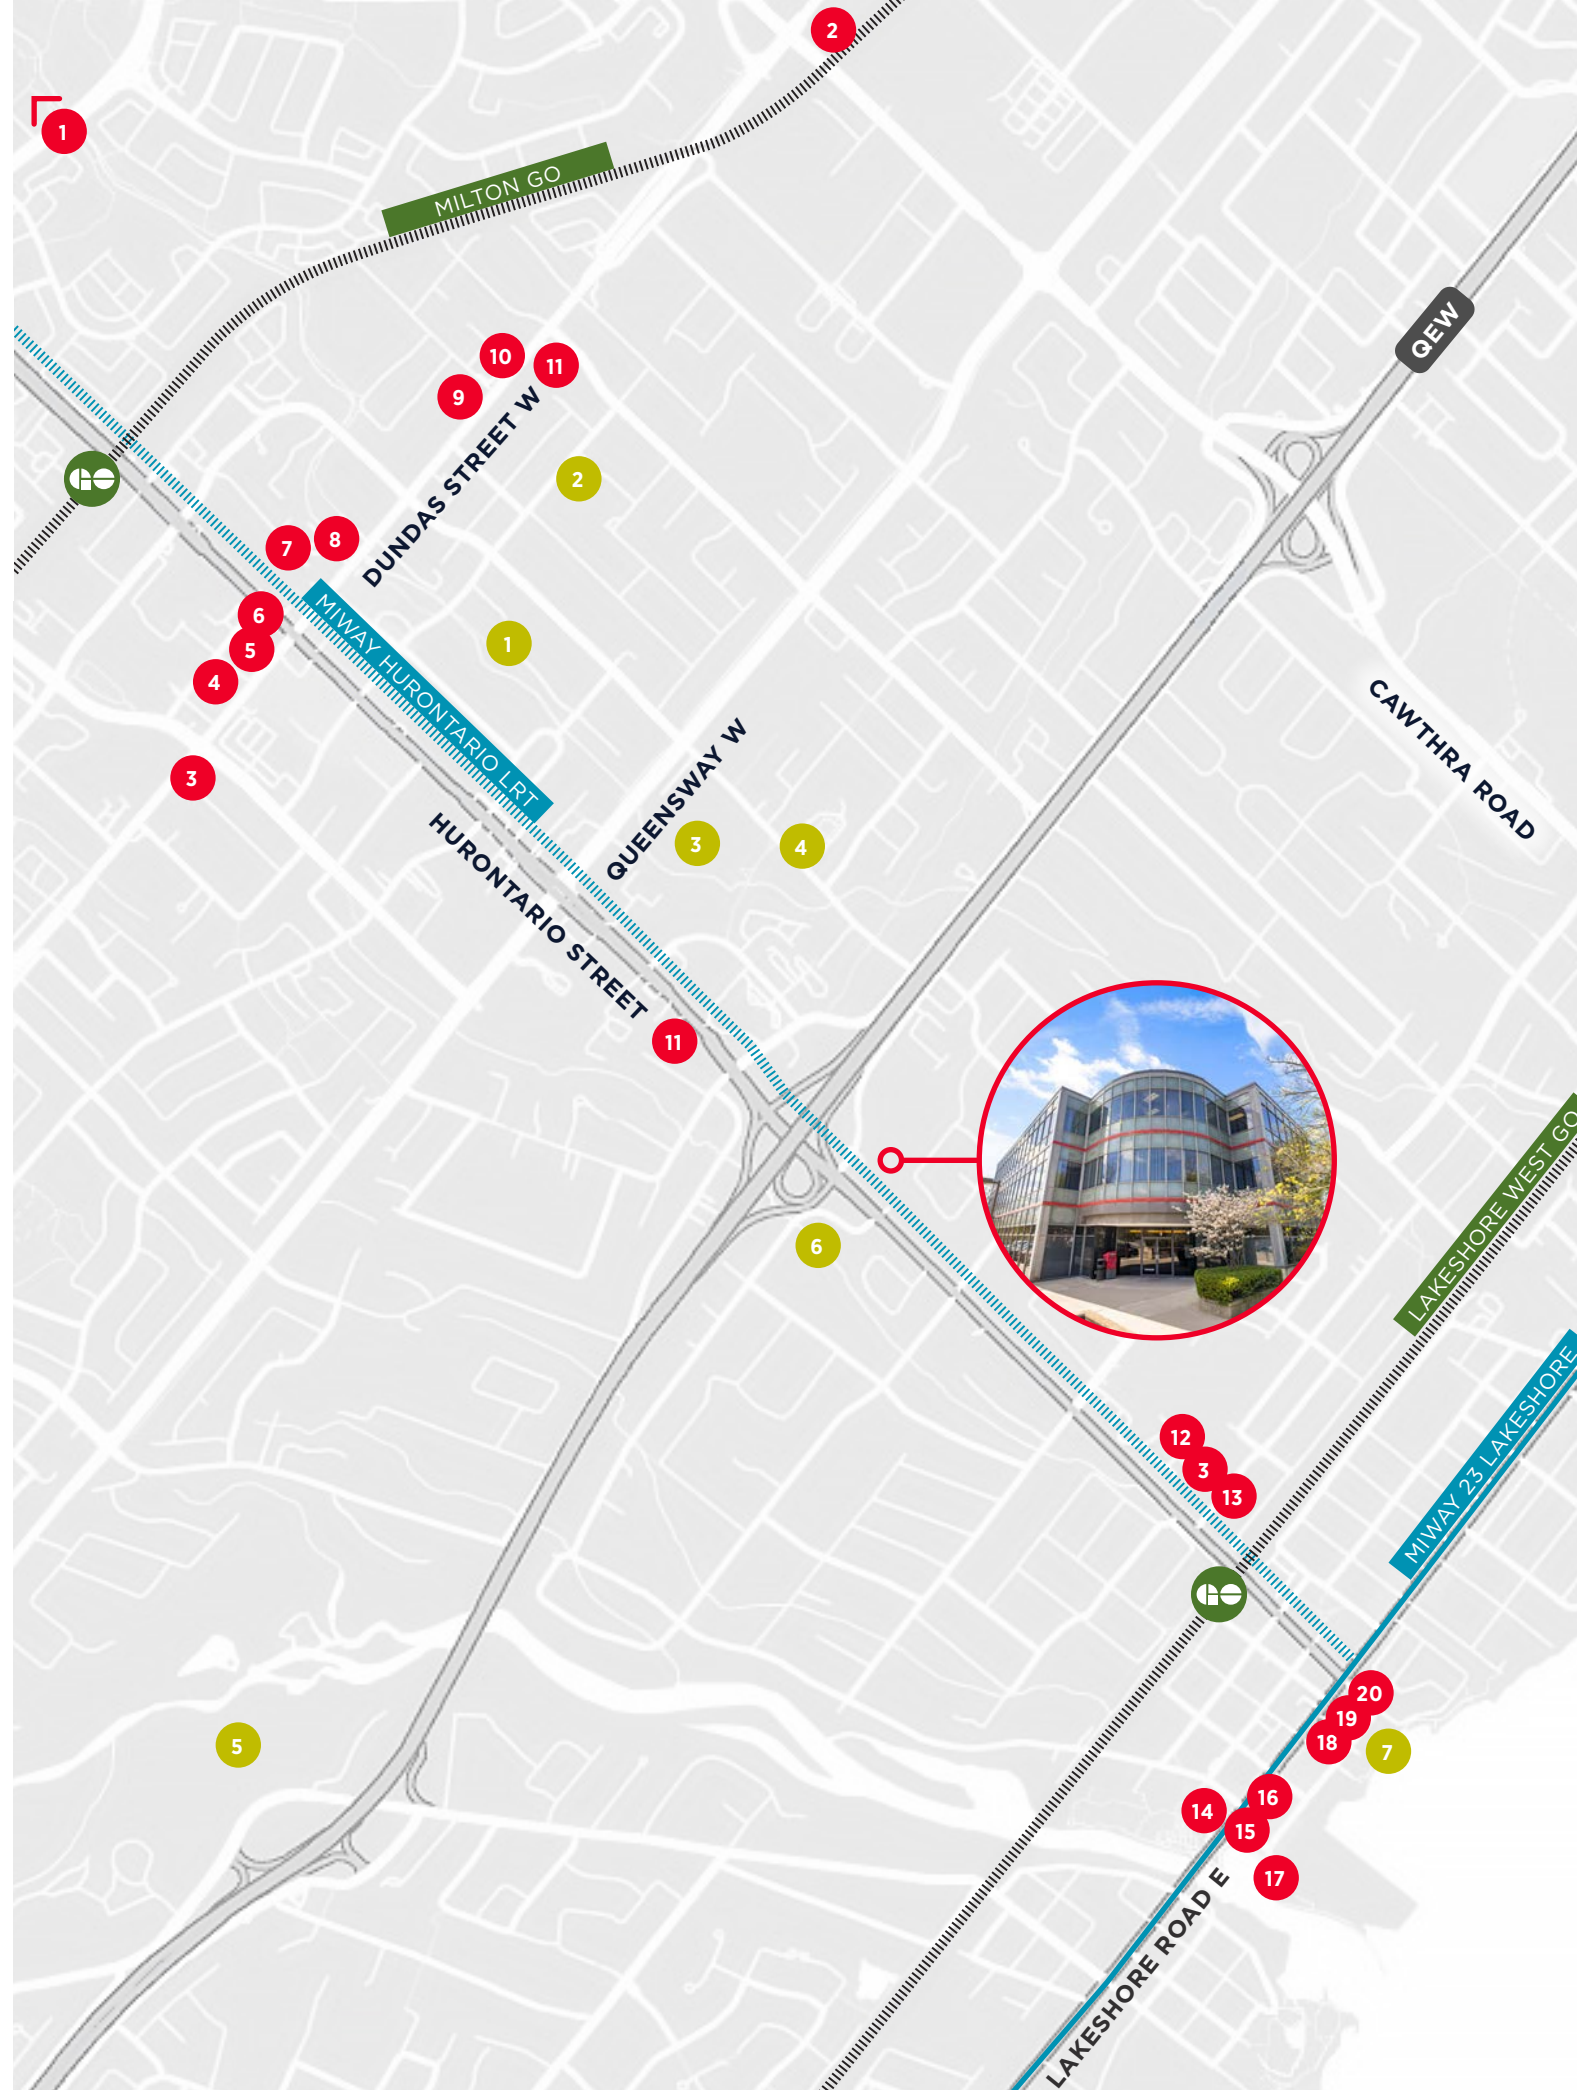 2
1
MILTON GO
QEW
10
11
9
DUNDAS STREET W
2
7
8
MIWAY HURONTARIO LRT
6
5
4
1
3
CAWTHRA ROAD
QUEENSWAY W
3
4
HURONTARIO STREET
11
6
LAKESHORE WEST GO
MIWAY 23 LAKESHORE
12
3
13
GO
GO
20
19
18
7
5
16
14
15
17
LAKESHORE ROAD E